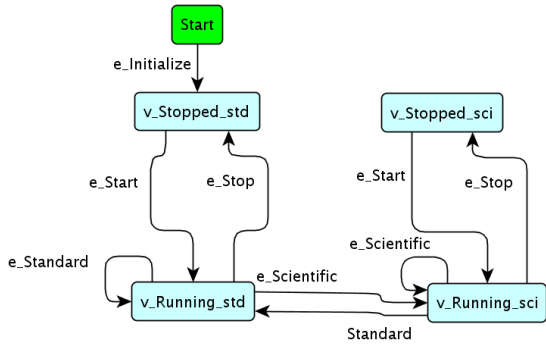 Start
e_Initialize
v_Stopped_std
v_Stopped_sci
e_Start
e_Stop
e_Start
e_Stop
e_Standard
e_Scientific
e_Scientific
v_Running_std
v_Running_sci
Standard